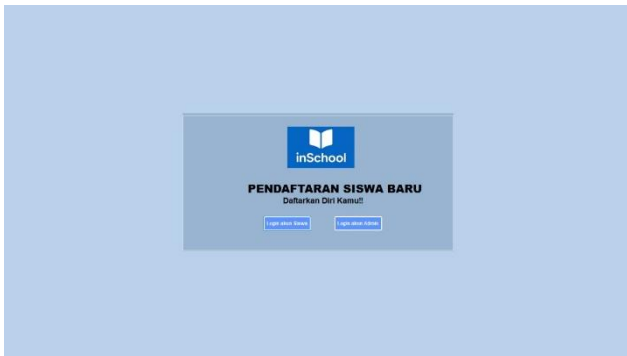 inSchool
PENDAFTARAN SISWA BARU
Daftarkan Diri Kamu!!
Login akun Siswa
Login akun Admin